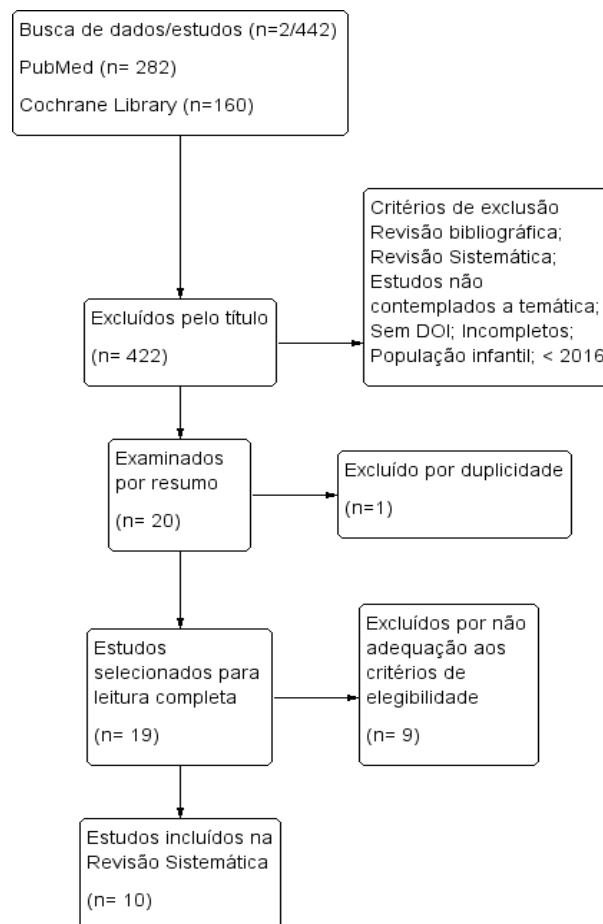 Busca de dados/estudos (n=2/442)
PubMed (n= 282)
Cochrane Library (n=160)
Critérios de exclusão
Revisão bibliográfica;
Revisão Sistemática;
Estudos não
contemplados a temática;
Sem DOI; Incompletos;
População infantil; < 2016
Excluídos pelo título
(n= 422)
Examinados
por resumo
(n= 20)
Excluído por duplicidade
(n=1)
Estudos
selecionados para
leitura completa
(n= 19)
Excluídos por não
adequação aos
critérios de
elegibilidade
(n= 9)
Estudos incluídos na
Revisão Sistemática
(n= 10)